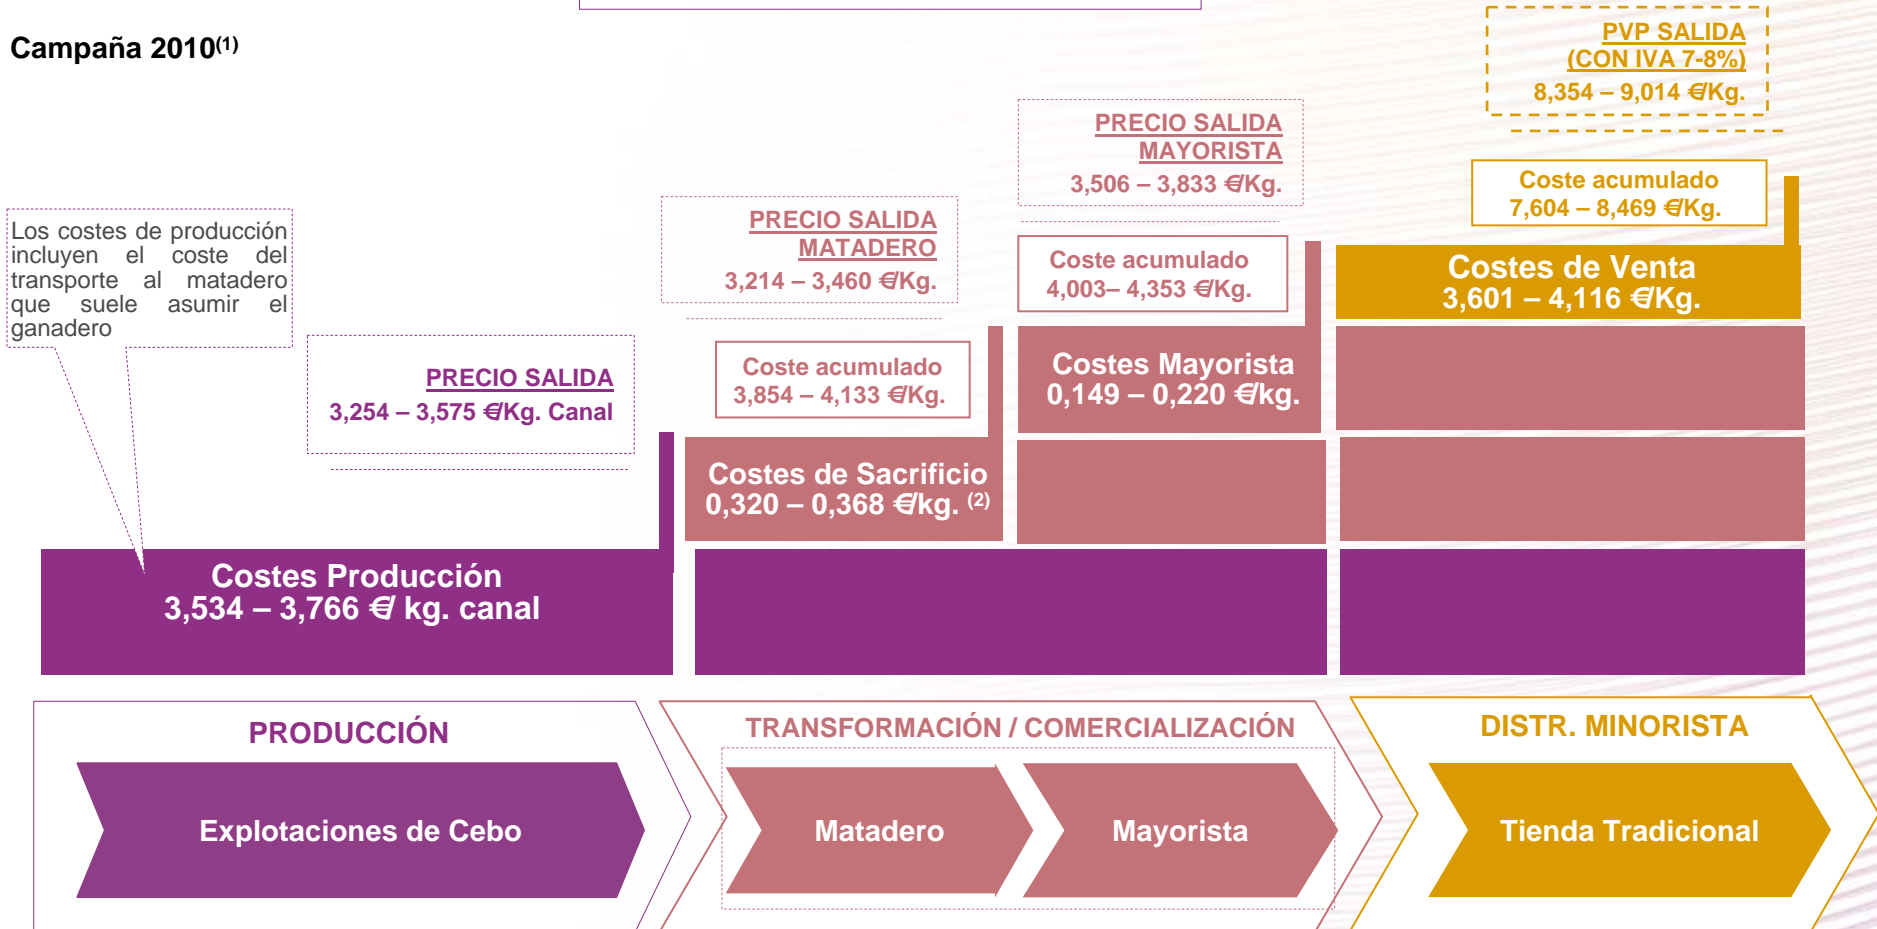 Campaña 2010(1)
PVP SALIDA
(CON IVA 7-8%)
8,354 – 9,014 €/Kg.
PRECIO SALIDA
MAYORISTA
3,506 – 3,833 €/Kg.
Coste acumulado
7,604 – 8,469 €/Kg.
PRECIO SALIDA
MATADERO
3,214 – 3,460 €/Kg.
Los costes de producción
incluyen el coste del
transporte al matadero
que suele asumir el
ganadero
Coste acumulado
4,003– 4,353 €/Kg.
Costes de Venta
3,601 – 4,116 €/Kg.
PRECIO SALIDA
3,254 – 3,575 €/Kg. Canal
Coste acumulado
3,854 – 4,133 €/Kg.
Costes Mayorista
0,149 – 0,220 €/kg.
Costes de Sacrificio
0,320 – 0,368 €/kg. (2)
Costes Producción
3,534 – 3,766 €/ kg. canal
PRODUCCIÓN
TRANSFORMACIÓN / COMERCIALIZACIÓN
DISTR. MINORISTA
Explotaciones de Cebo
Matadero
Mayorista
Tienda Tradicional